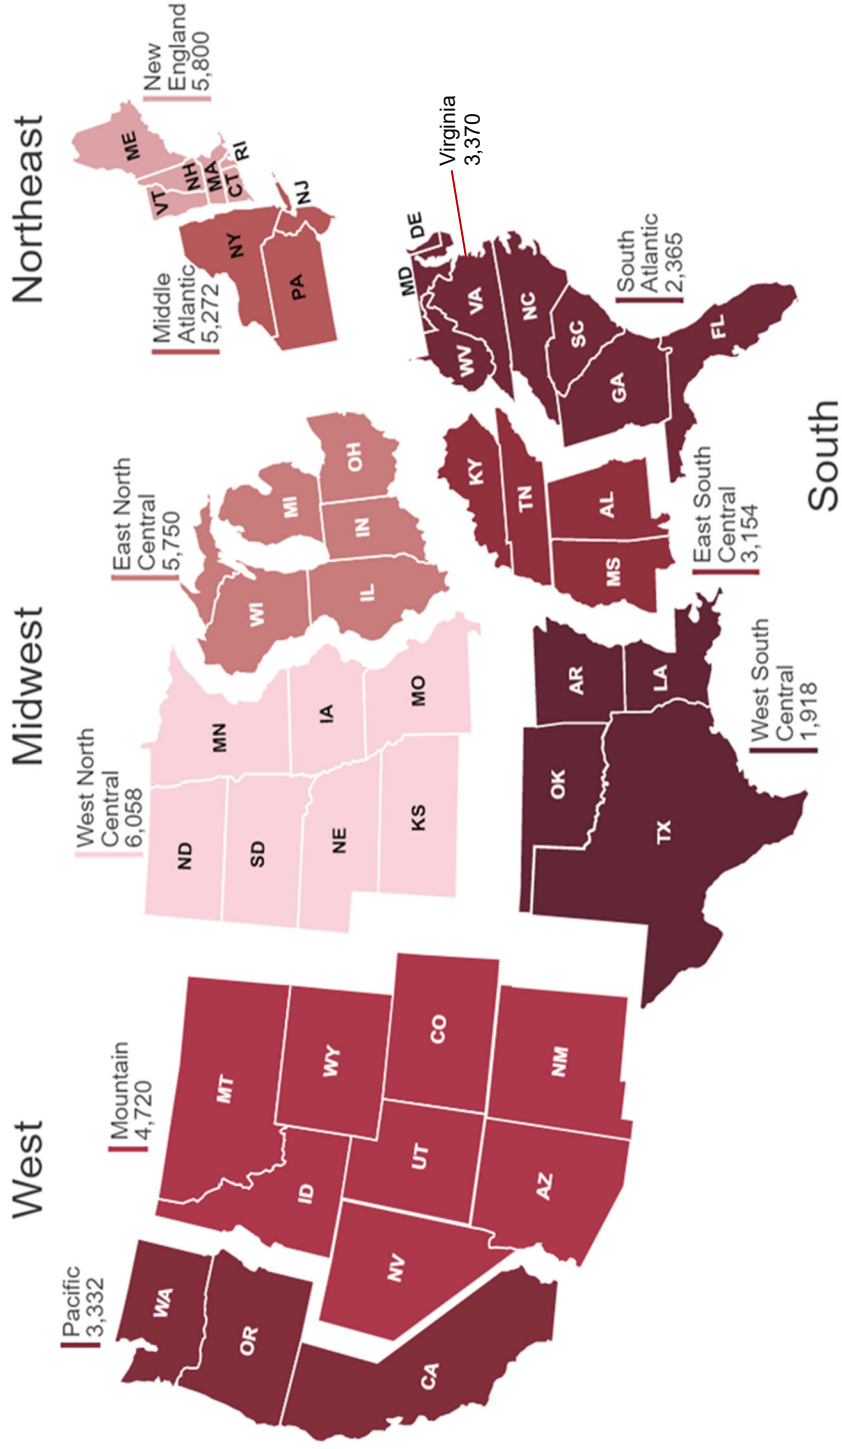 West
Midwest
Northeast
Pacific
3,332
Mountain
4,720
West North
Central
6,058
East North
Central
5,750
Middle
Atlantic
5,272
New
England
5,800
WA
OR
CA
MT
ID
WY
NV
UT
CO
AZ
NM
ND
SD
NE
KS
MN
IA
MO
WI
MI
IL
IN
OH
NY
PA
NJ
VT
NH
ME
MA
CT
RI
OK
TX
AR
LA
KY
TN
MS
AL
WV
MD
DE
VA
NC
SC
GA
FL
Virginia
3,370
South
Atlantic
2,365
East South
Central
3,154
West South
Central
1,918
South